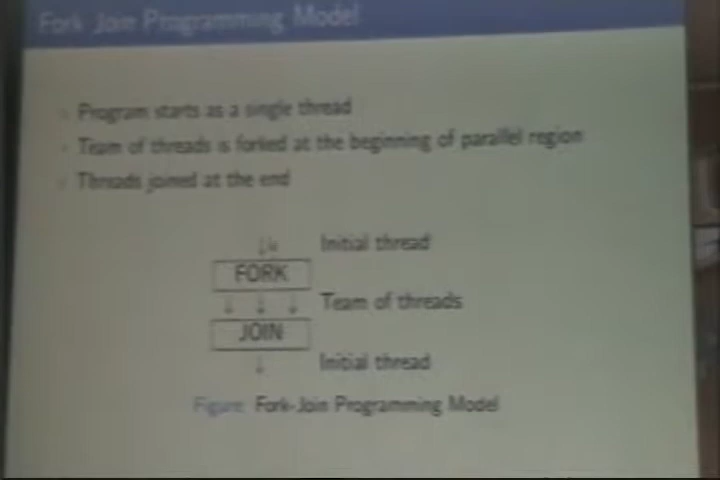 Fork Join Programming Model
Program starts as a single thread
Team of threads is forked at the beginning of parallel region
Threads joined at the end
Initial thread
FORK
Team of threads
JOIN
Initial thread
Figure: Fork-Join Programming Model